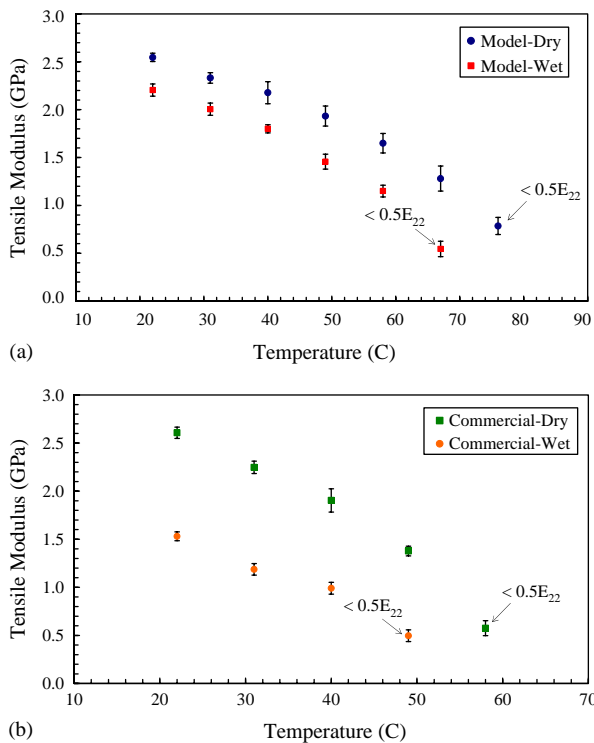 3.0
Model-Dry
Model-Wet
2.5
2.0
1.5
1.0
0.5
0.0
Tensile Modulus (GPa)
< 0.5E22
< 0.5E22
10 20 30 40 50 60 70 80 90
(a)
Temperature (C)
3.0
Commercial-Dry
Commercial-Wet
2.5
2.0
1.5
1.0
0.5
0.0
Tensile Modulus (GPa)
< 0.5E22
< 0.5E22
10 20 30 40 50 60 70
(b)
Temperature (C)